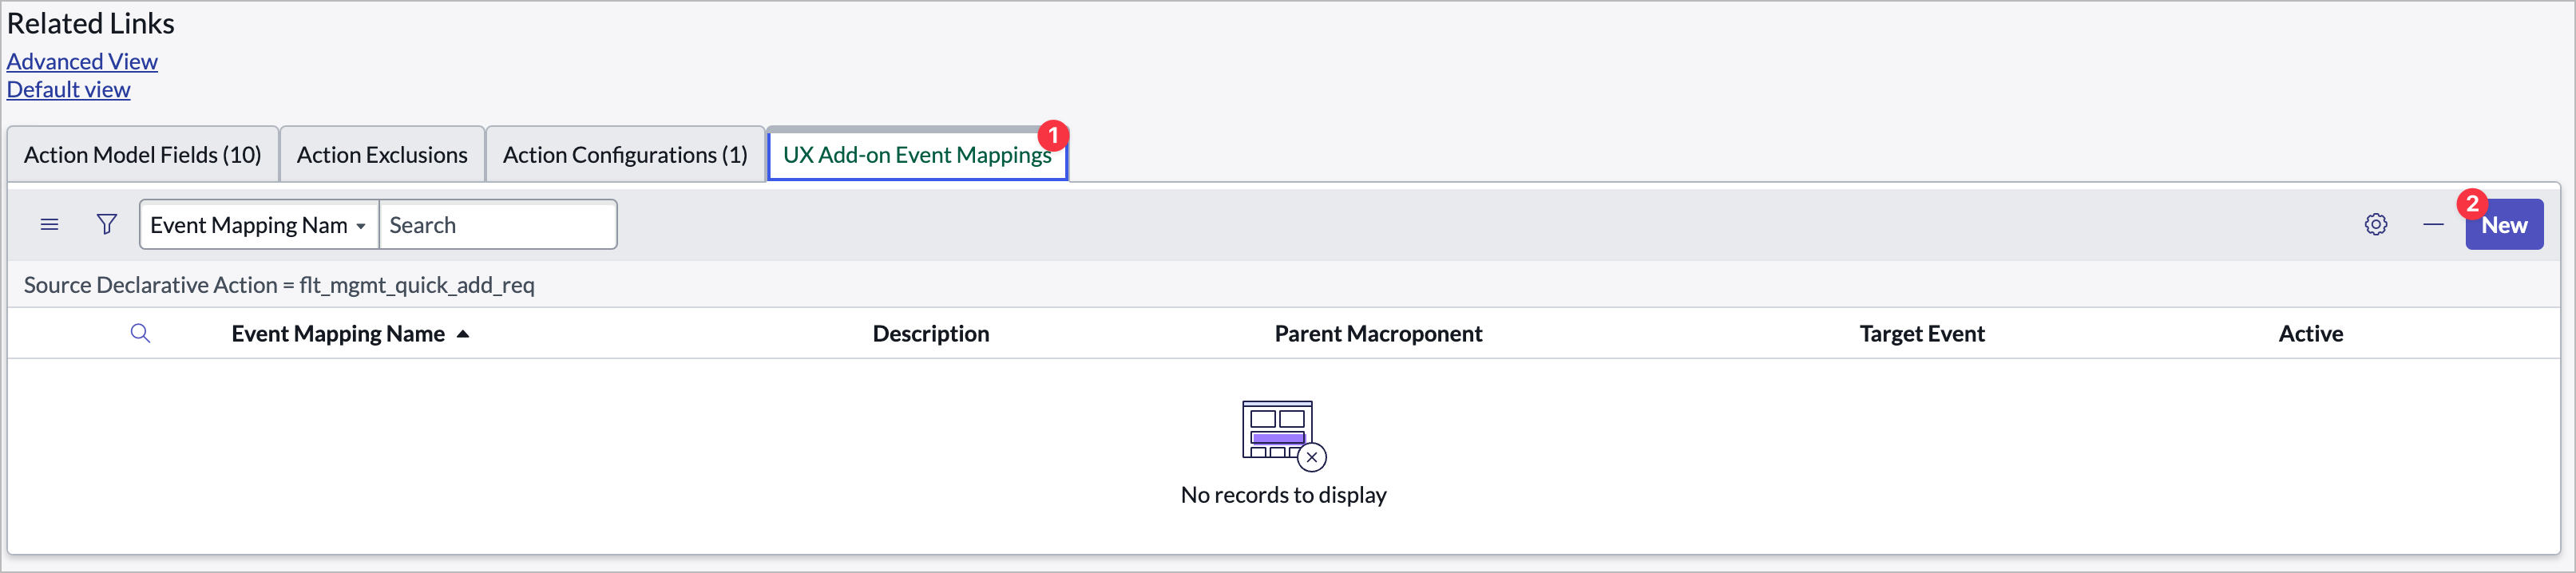 Related Links
Advanced View
Default view
Action Model Fields (10) Action Exclusions Action Configurations (1) UX Add-on Event Mappings 1
Event Mapping Nam Search 2 New
Source Declarative Action = flt_mgmt_quick_add_req
Event Mapping Name Description Parent Macroponent Target Event Active
No records to display